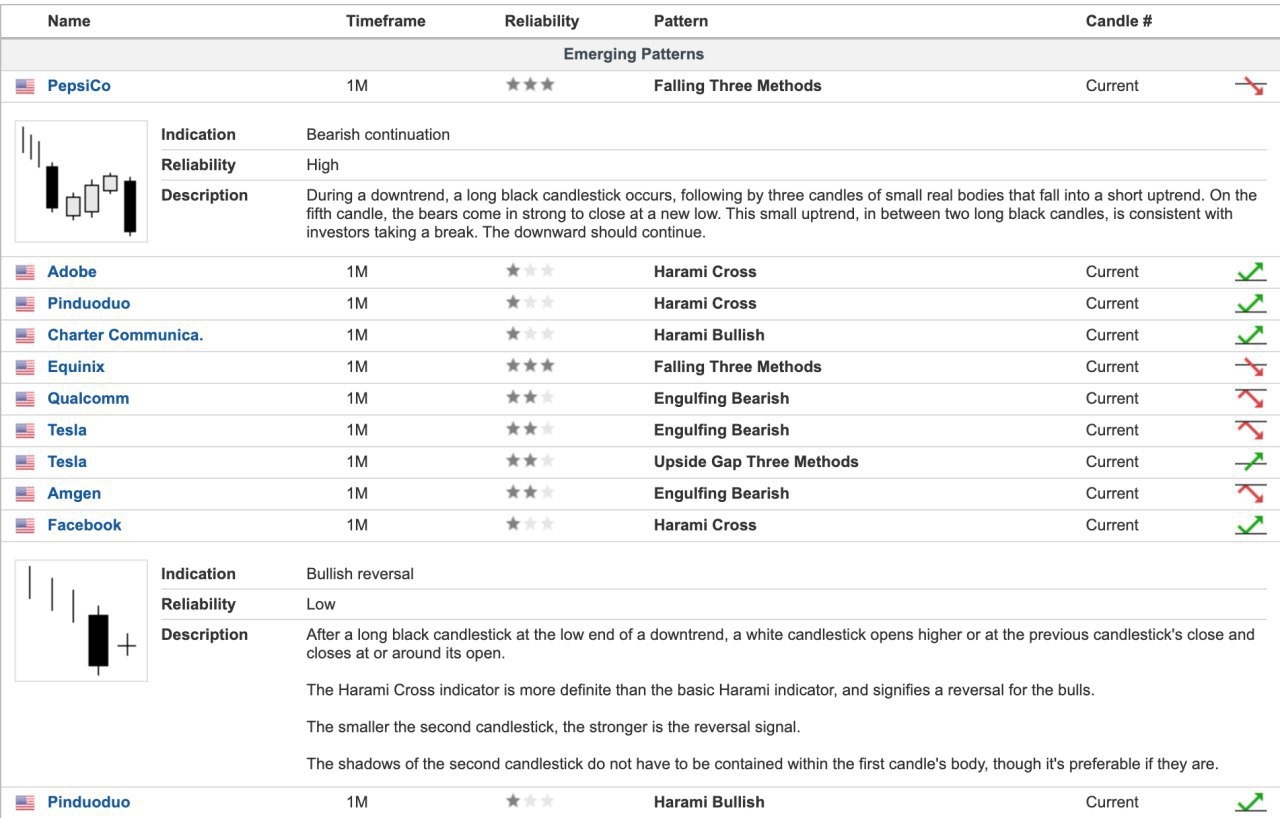 Name Timeframe Reliability Pattern Candle #
Emerging Patterns
PepsiCo 1M Falling Three Methods Current
Indication Bearish continuation
Reliability High
Description During a downtrend, a long black candlestick occurs, following by three candles of small real bodies that fall into a short uptrend. On the
fifth candle, the bears come in strong to close at a new low. This small uptrend, in between two long black candles, is consistent with
investors taking a break. The downward should continue.
Adobe 1M Harami Cross Current
Pinduoduo 1M Harami Cross Current
Charter Communica. 1M Harami Bullish Current
Equinix 1M Falling Three Methods Current
Qualcomm 1M Engulfing Bearish Current
Tesla 1M Engulfing Bearish Current
Tesla 1M Upside Gap Three Methods Current
Amgen 1M Engulfing Bearish Current
Facebook 1M Harami Cross Current
Indication Bullish reversal
Reliability Low
Description After a long black candlestick at the low end of a downtrend, a white candlestick opens higher or at the previous candlestick's close and
closes at or around its open.
The Harami Cross indicator is more definite than the basic Harami indicator, and signifies a reversal for the bulls.
The smaller the second candlestick, the stronger is the reversal signal.
The shadows of the second candlestick do not have to be contained within the first candle's body, though it's preferable if they are.
Pinduoduo 1M Harami Bullish Current